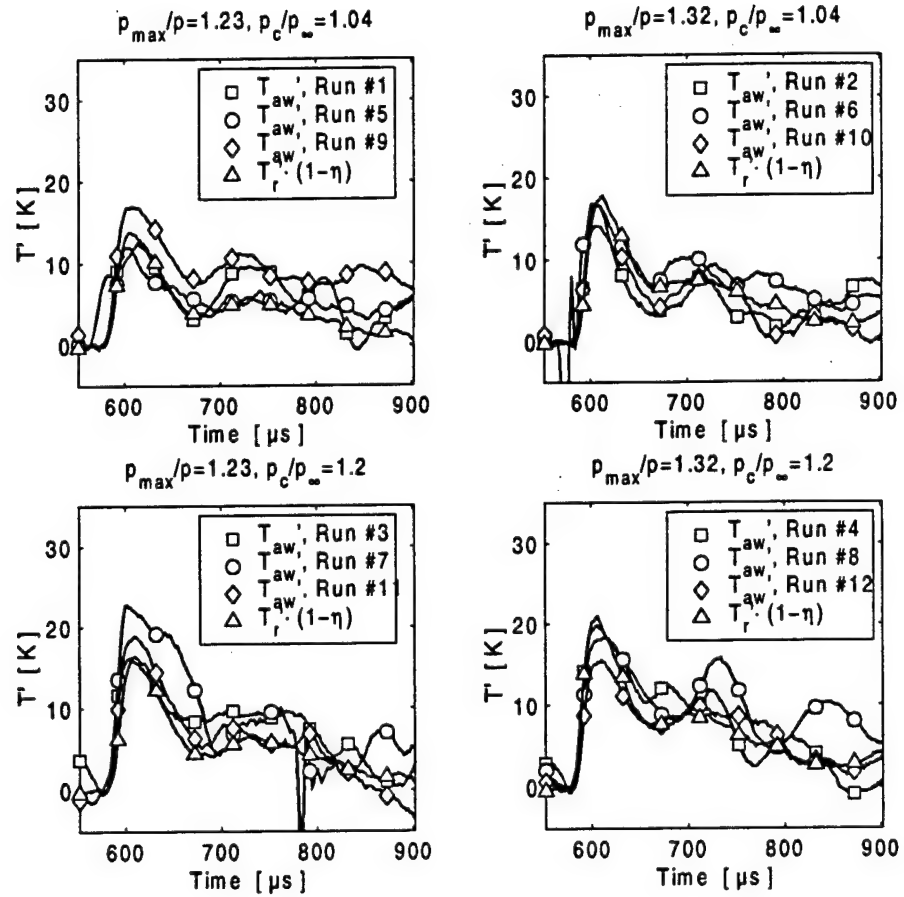 p_max/p=1.23, p_c/p_∞=1.04
T' [K]
30
20
10
0
□ T_aw', Run #1
○ T_aw', Run #5
◇ T_aw', Run #9
△ T_r'· (1-η)
600 700 800 900
Time [µs]
p_max/p=1.32, p_c/p_∞=1.04
T' [K]
30
20
10
0
□ T_aw', Run #2
○ T_aw', Run #6
◇ T_aw', Run #10
△ T_r'· (1-η)
600 700 800 900
Time [µs]
p_max/p=1.23, p_c/p_∞=1.2
T' [K]
30
20
10
0
□ T_aw', Run #3
○ T_aw', Run #7
◇ T_aw', Run #11
△ T_r'· (1-η)
600 700 800 900
Time [µs]
p_max/p=1.32, p_c/p_∞=1.2
T' [K]
30
20
10
0
□ T_aw', Run #4
○ T_aw', Run #8
◇ T_aw', Run #12
△ T_r'· (1-η)
600 700 800 900
Time [µs]